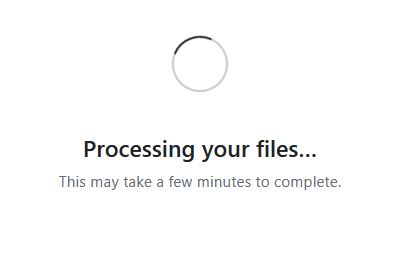 Processing your files...
This may take a few minutes to complete.